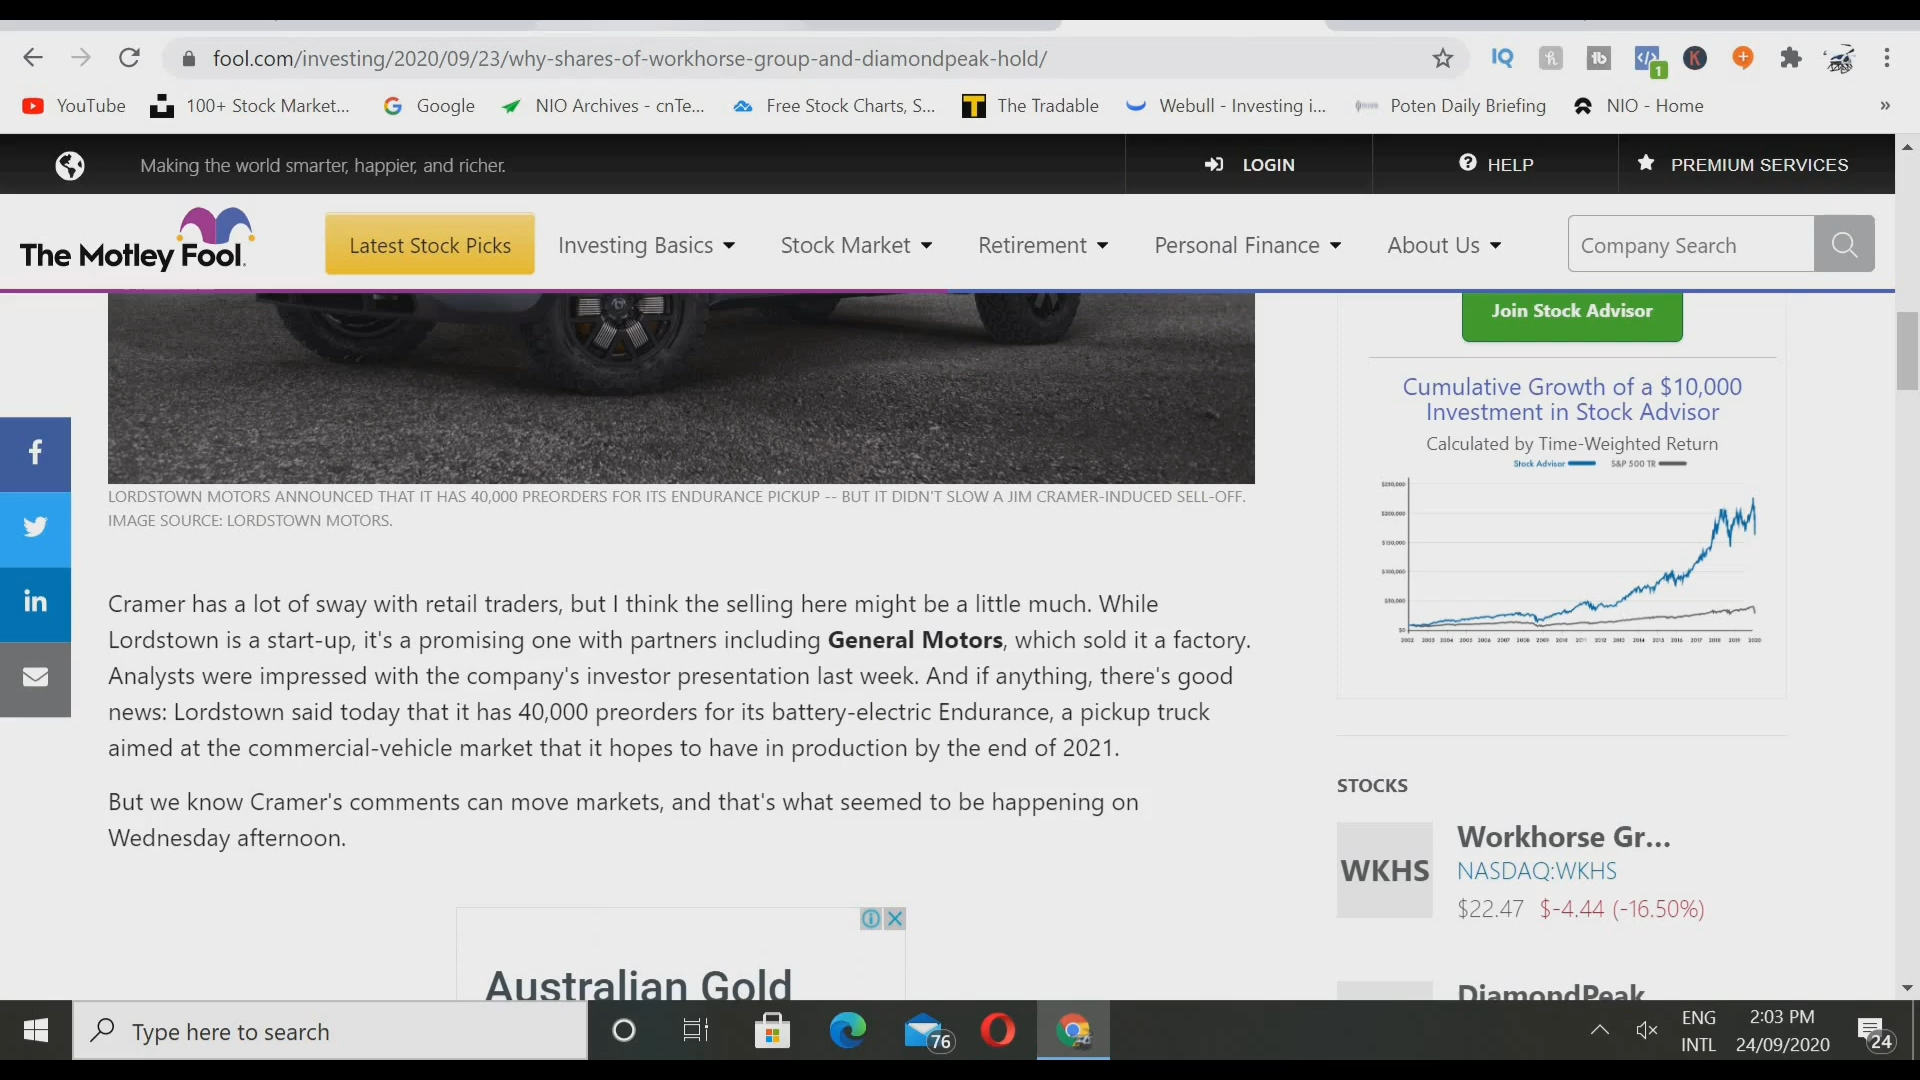 fool.com/investing/2020/09/23/why-shares-of-workhorse-group-and-diamondpeak-hold/
IQ
1
K
YouTube
100+ Stock Market...
Google
NIO Archives - cnTe...
Free Stock Charts, S...
The Tradable
Webull - Investing i...
Poten Daily Briefing
NIO - Home
»
Making the world smarter, happier, and richer.
LOGIN
HELP
PREMIUM SERVICES
The Motley Fool.
Latest Stock Picks
Investing Basics
Stock Market
Retirement
Personal Finance
About Us
Company Search
Join Stock Advisor
Cumulative Growth of a $10,000
Investment in Stock Advisor
Calculated by Time-Weighted Return
Stock Advisor
S&P 500 TR
LORDSTOWN MOTORS ANNOUNCED THAT IT HAS 40,000 PREORDERS FOR ITS ENDURANCE PICKUP -- BUT IT DIDN'T SLOW A JIM CRAMER-INDUCED SELL-OFF.
IMAGE SOURCE: LORDSTOWN MOTORS.
Cramer has a lot of sway with retail traders, but I think the selling here might be a little much. While
Lordstown is a start-up, it's a promising one with partners including General Motors, which sold it a factory.
Analysts were impressed with the company's investor presentation last week. And if anything, there's good
news: Lordstown said today that it has 40,000 preorders for its battery-electric Endurance, a pickup truck
aimed at the commercial-vehicle market that it hopes to have in production by the end of 2021.
But we know Cramer's comments can move markets, and that's what seemed to be happening on
Wednesday afternoon.
STOCKS
WKHS
Workhorse Gr...
NASDAQ:WKHS
$22.47 $-4.44 (-16.50%)
DiamondPeak
Australian Gold
Type here to search
76
ENG
INTL
2:03 PM
24/09/2020
24